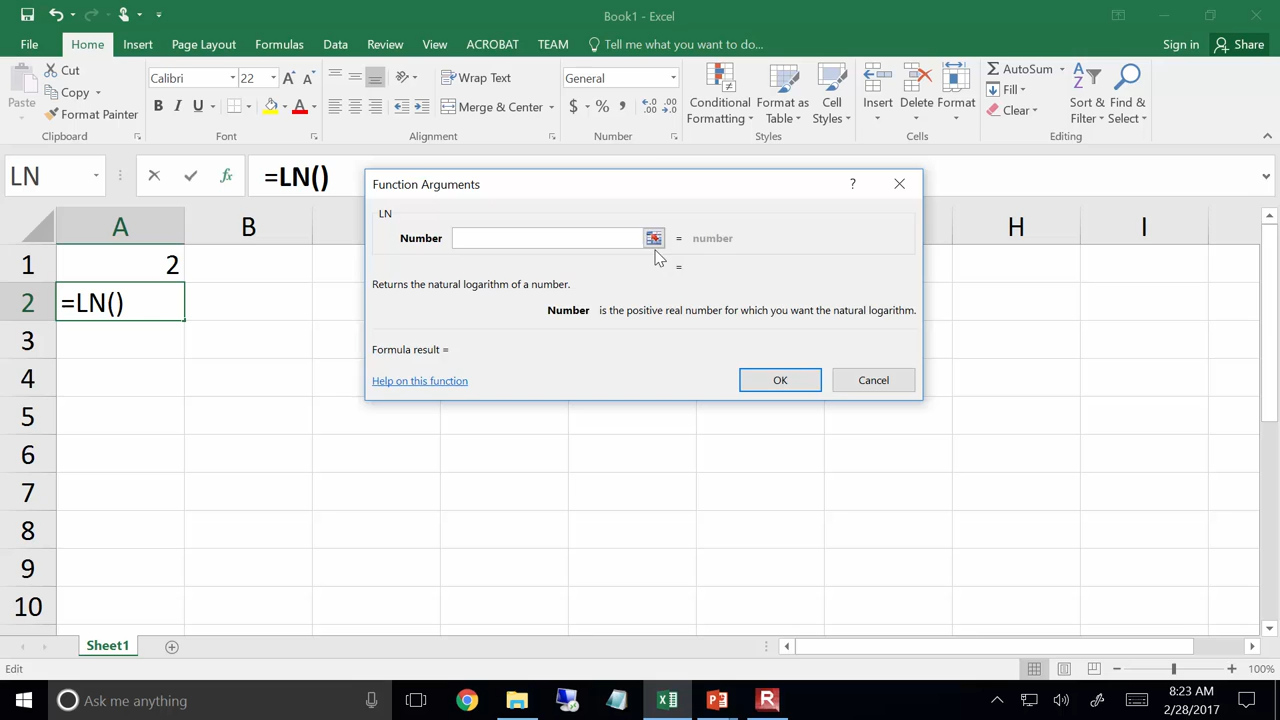 Book1 - Excel
File Home Insert Page Layout Formulas Data Review View ACROBAT TEAM Tell me what you want to do... Sign in Share
Paste Cut Copy Format Painter
Calibri 22 A A B I U A
Wrap Text Merge & Center
General $ % ,
Conditional Formatting Format as Table Cell Styles
Insert Delete Format
AutoSum Fill Clear
Sort & Filter Find & Select
Clipboard Font Alignment Number Styles Cells Editing
LN fx =LN()
Function Arguments ?
LN
Number = number
=
Returns the natural logarithm of a number.
Number is the positive real number for which you want the natural logarithm.
Formula result =
Help on this function OK Cancel
A B H I
1 2
2 =LN()
3
4
5
6
7
8
9
10
Sheet1
Edit 100%
Ask me anything 8:23 AM
2/28/2017